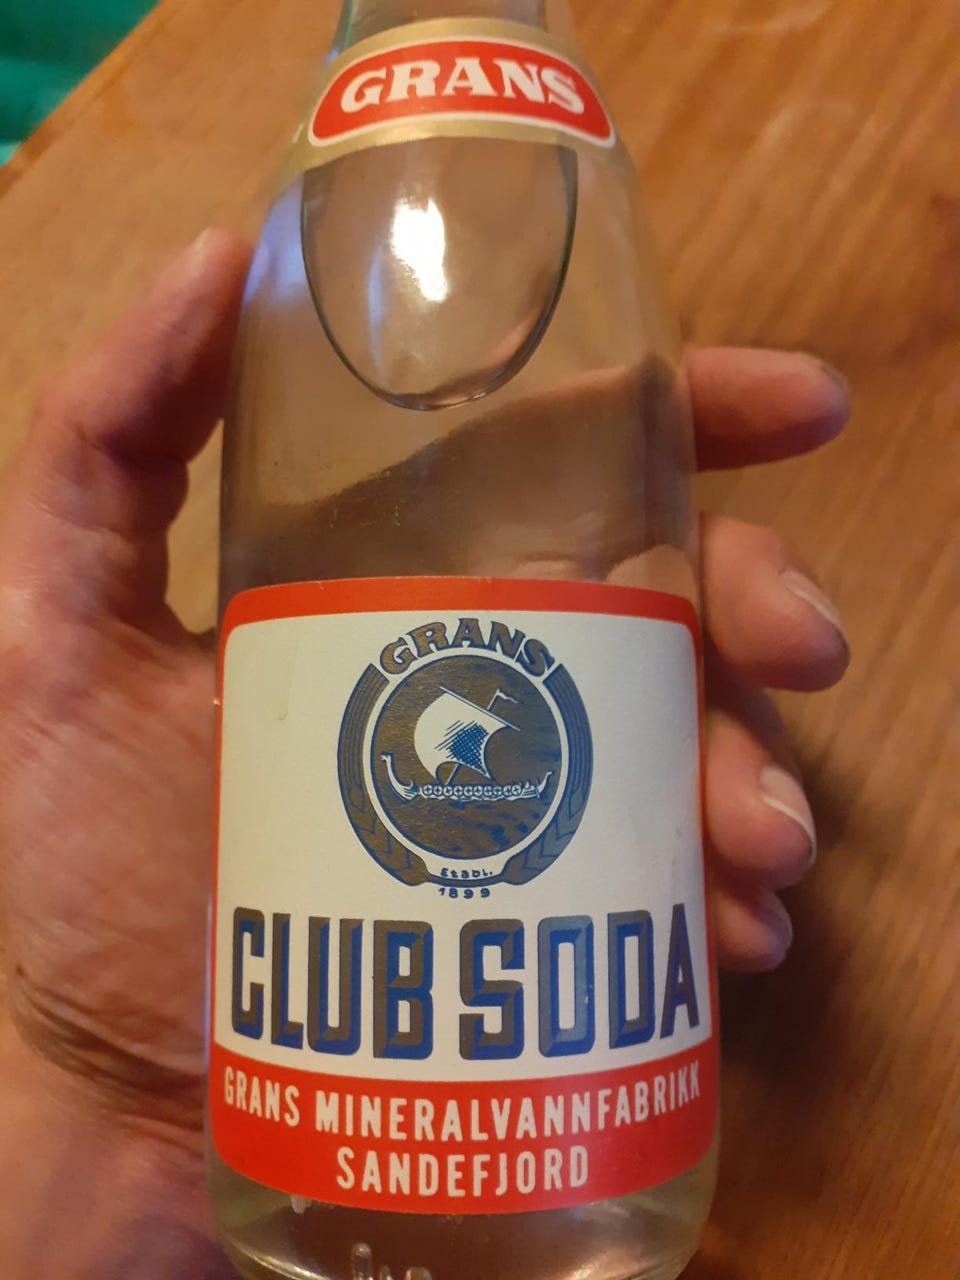 GRANS
GRANS
Etabl.
1899
CLUB SODA
GRANS MINERALVANNFABRIKK
SANDEFJORD